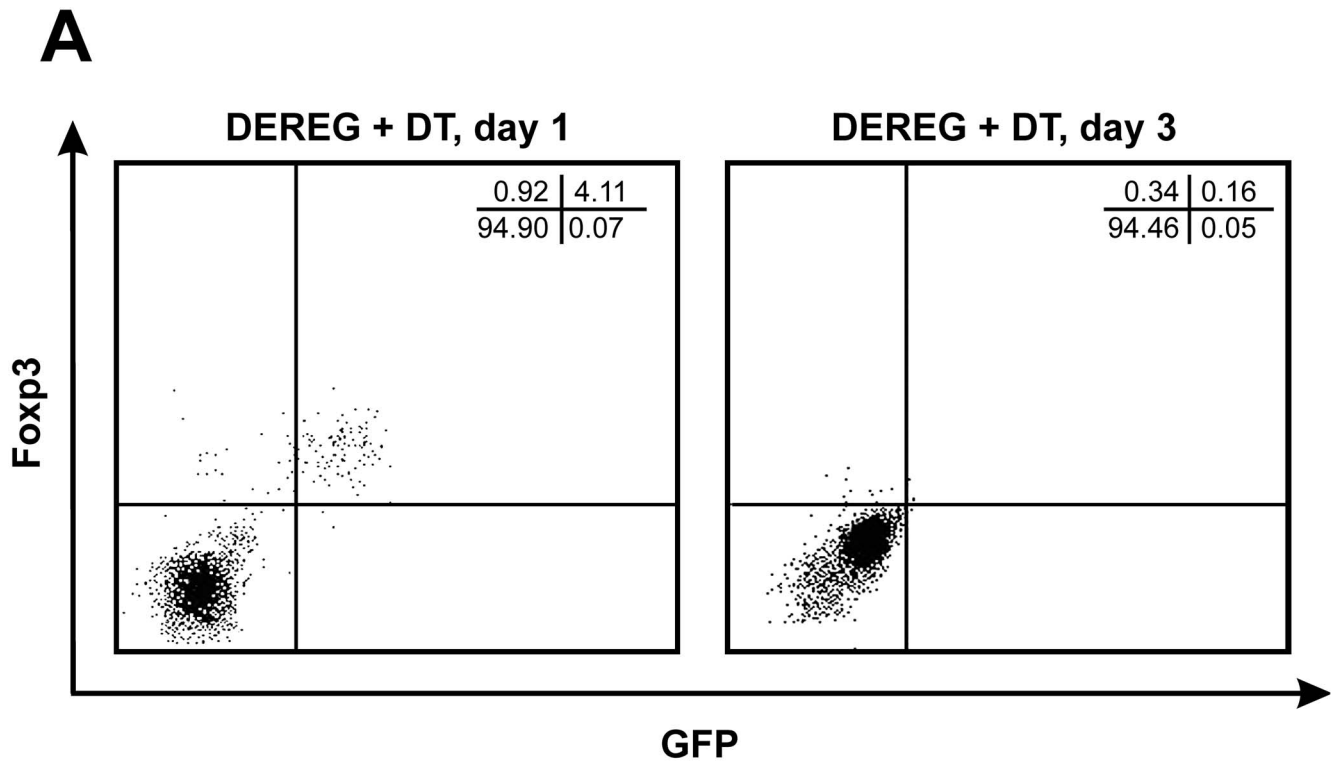 A
DEREG + DT, day 1
DEREG + DT, day 3
0.92 4.11
94.90 0.07
0.34 0.16
94.46 0.05
Foxp3
GFP